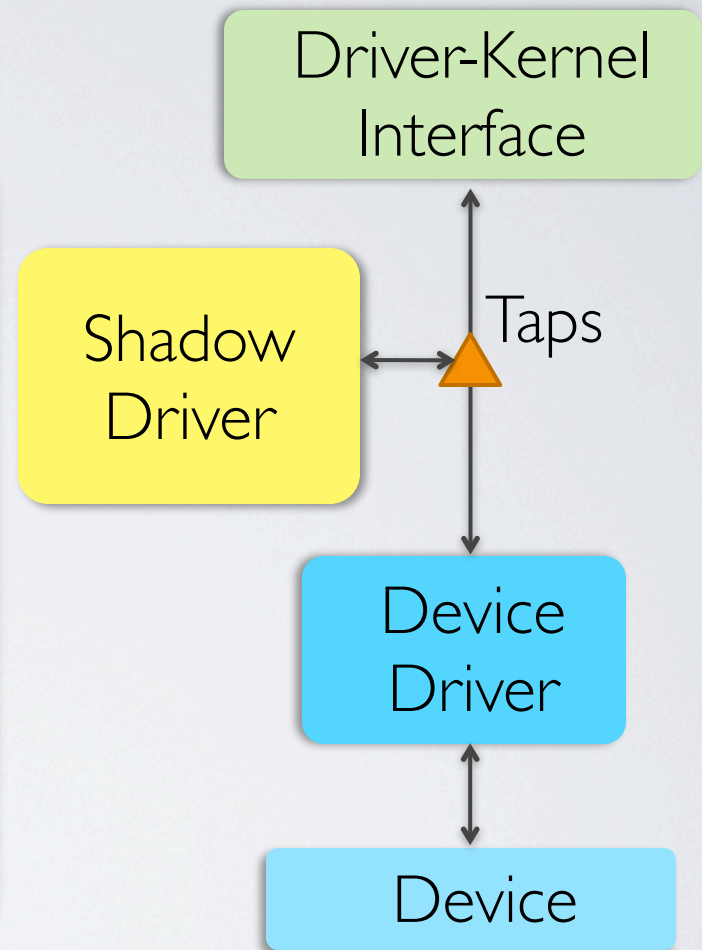 Driver-Kernel
Interface
Taps
Shadow
Driver
Device
Driver
Device